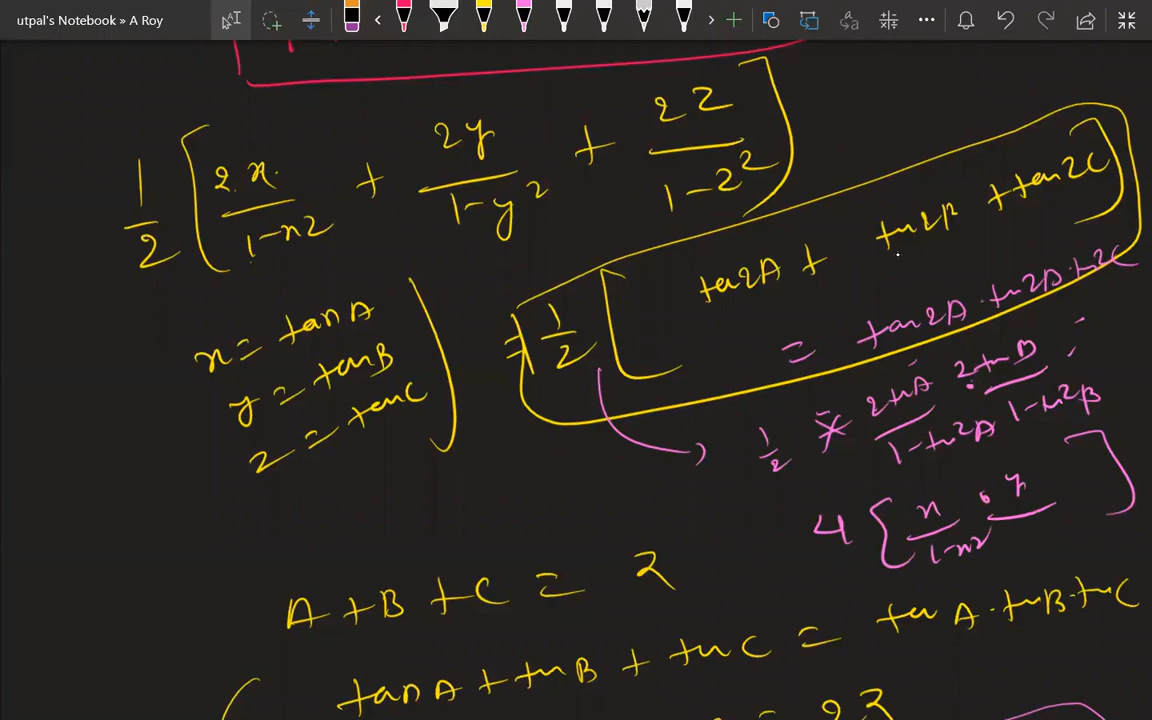 utpal's Notebook » A Roy
1/2 [ 2x/1-x2 + 2y/1-y^2 + 2z/1-z^2 ]
x = tanA
y = tanB
z = tanC
= 1/2 [ tan2A + tan2B + tan2C ]
= tan2A · tan2B · tan2C
1/2 × 2tanA/1-tan2A · 2tanB/1-tan2B
4 [ x/1-x2 · y
A + B + C = π
tanA + tanB + tanC = tanA · tanB · tanC